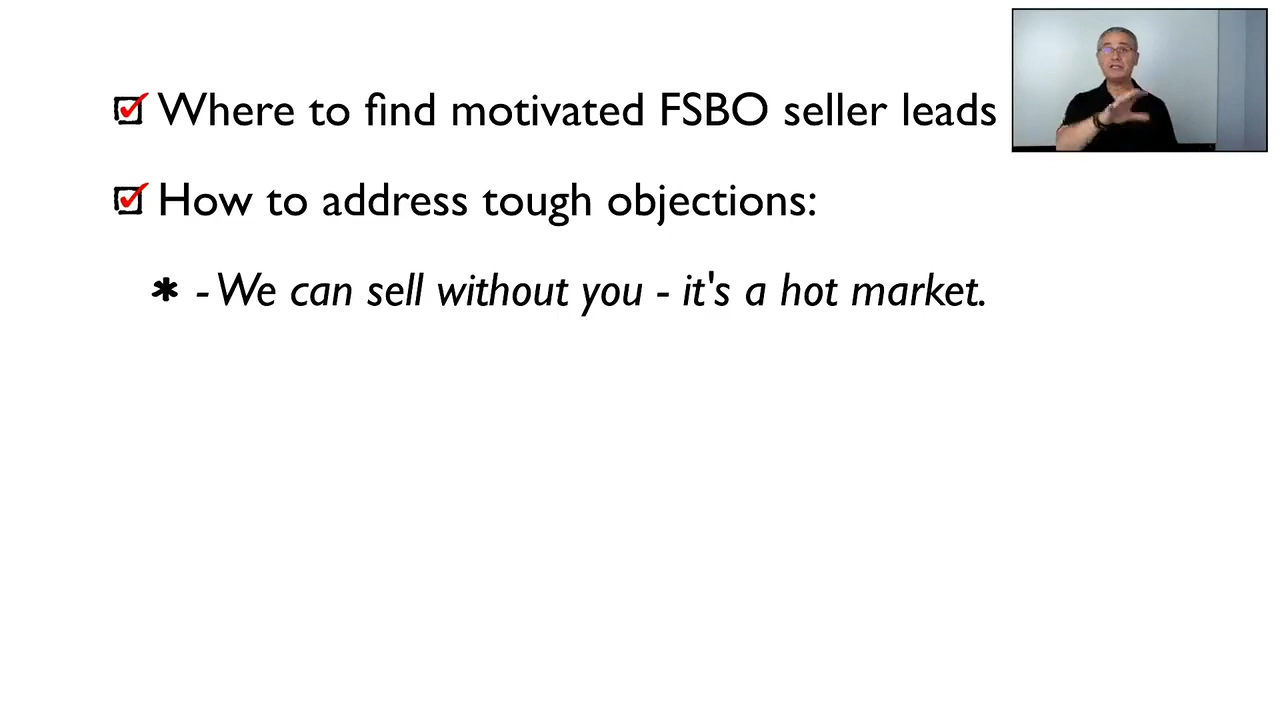 Where to find motivated FSBO seller leads
How to address tough objections:
* - We can sell without you - it's a hot market.